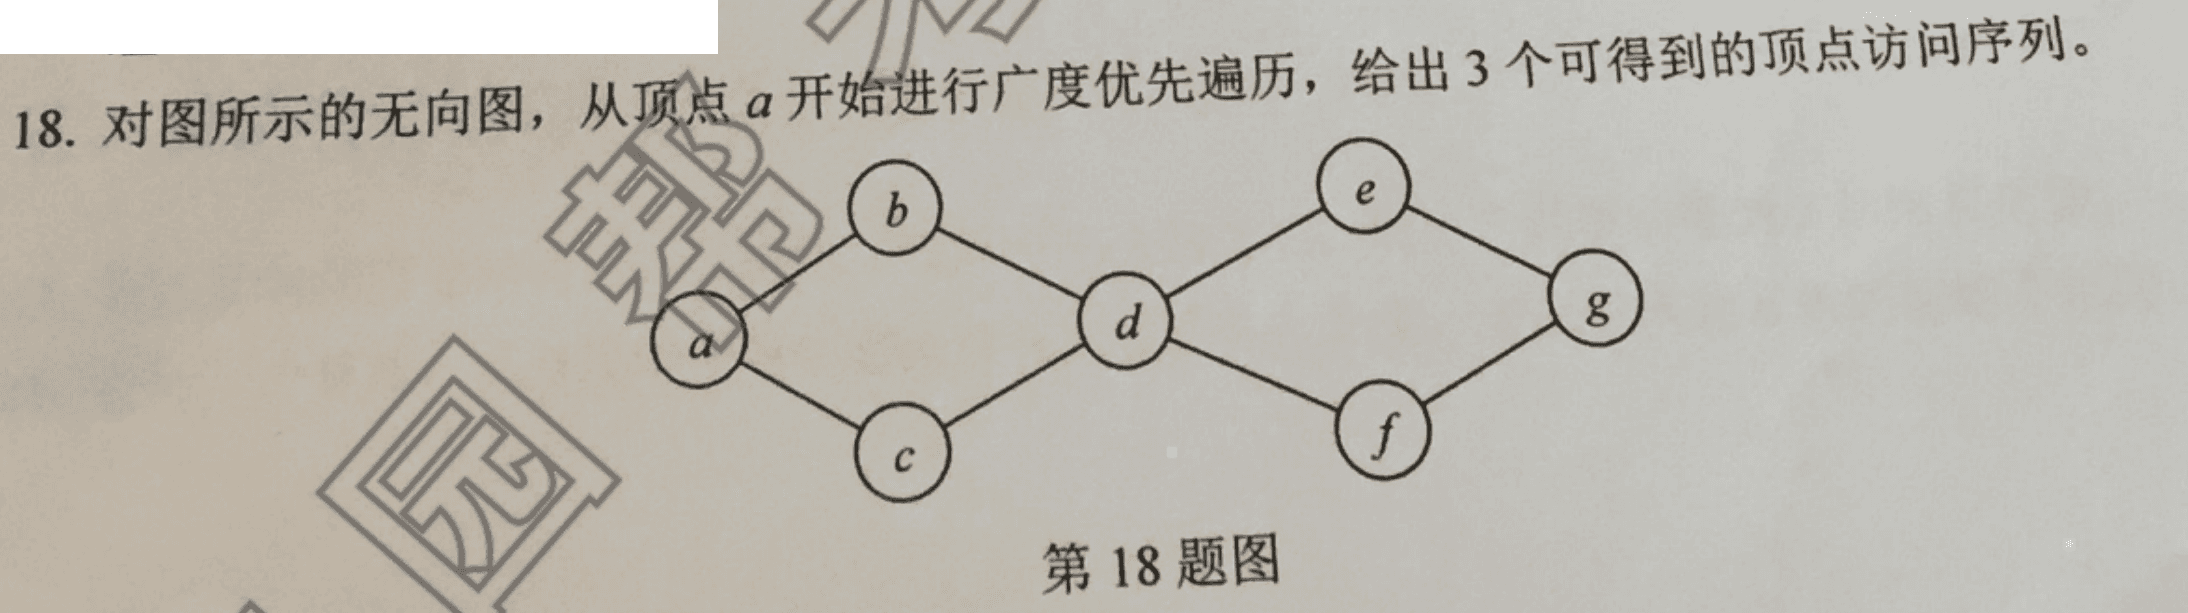 18. 对图所示的无向图，从顶点 a 开始进行广度优先遍历，给出 3 个可得到的顶点访问序列。
e
b
g
d
a
f
c
第 18 题图